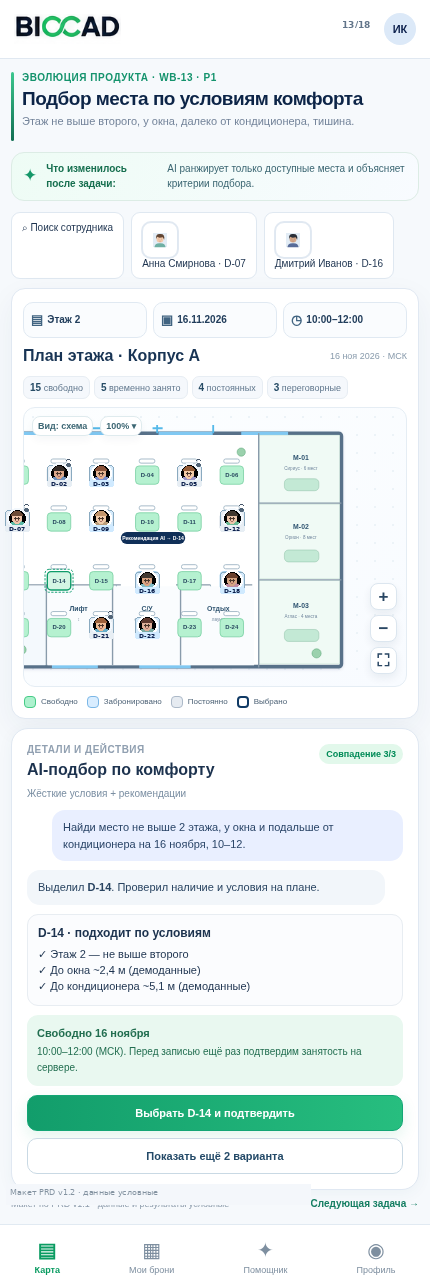 BIOCAD
13/18
ИК
ЭВОЛЮЦИЯ ПРОДУКТА · WB-13 · P1
Подбор места по условиям комфорта
Этаж не выше второго, у окна, далеко от кондиционера, тишина.
Что изменилось после задачи:
AI ранжирует только доступные места и объясняет критерии подбора.
Поиск сотрудника
Анна Смирнова · D-07
Дмитрий Иванов · D-16
Этаж 2
16.11.2026
10:00–12:00
План этажа · Корпус А
16 ноя 2026 · МСК
15 свободно
5 временно занято
4 постоянных
3 переговорные
Вид: схема
100% ▾
D-02
D-03
D-04
D-05
D-06
M-01
Сириус · 6 мест
D-07
D-08
D-09
D-10
D-11
D-12
Рекомендация AI → D-14
M-02
Орион · 8 мест
D-14
D-15
D-16
D-17
D-18
M-03
Атлас · 4 места
Лифт
С/У
Отдых
D-20
D-21
D-22
D-23
D-24
+
−
Свободно
Забронировано
Постоянно
Выбрано
ДЕТАЛИ И ДЕЙСТВИЯ
Совпадение 3/3
AI-подбор по комфорту
Жёсткие условия + рекомендации
Найди место не выше 2 этажа, у окна и подальше от
кондиционера на 16 ноября, 10–12.
Выделил D-14. Проверил наличие и условия на плане.
D-14 · подходит по условиям
✓ Этаж 2 — не выше второго
✓ До окна ~2,4 м (демоданные)
✓ До кондиционера ~5,1 м (демоданные)
Свободно 16 ноября
10:00–12:00 (МСК). Перед записью ещё раз подтвердим занятость на
сервере.
Выбрать D-14 и подтвердить
Показать ещё 2 варианта
Макет PRD v1.2 · данные условные
Следующая задача →
Карта
Мои брони
Помощник
Профиль